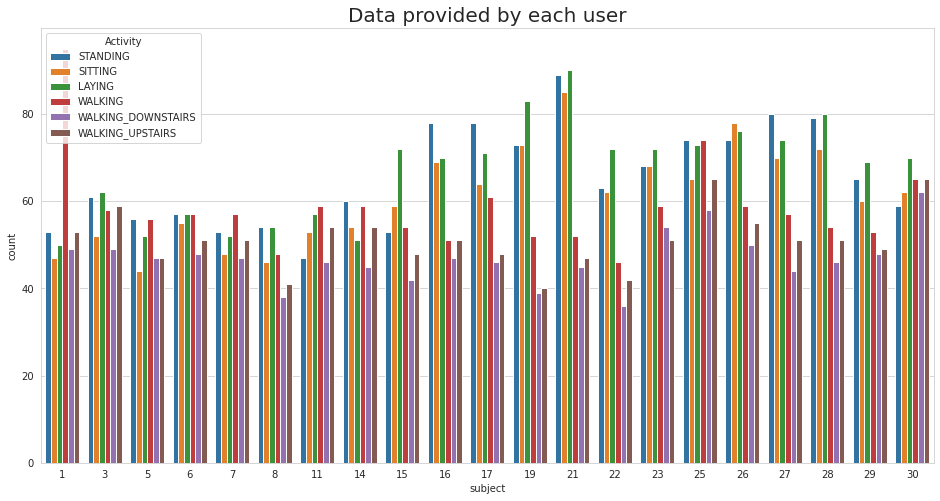 Data provided by each user
Activity
STANDING
SITTING
LAYING
WALKING
WALKING_DOWNSTAIRS
WALKING_UPSTAIRS
80
60
40
20
0
count
1 3 5 6 7 8 11 14 15 16 17 19 21 22 23 25 26 27 28 29 30
subject